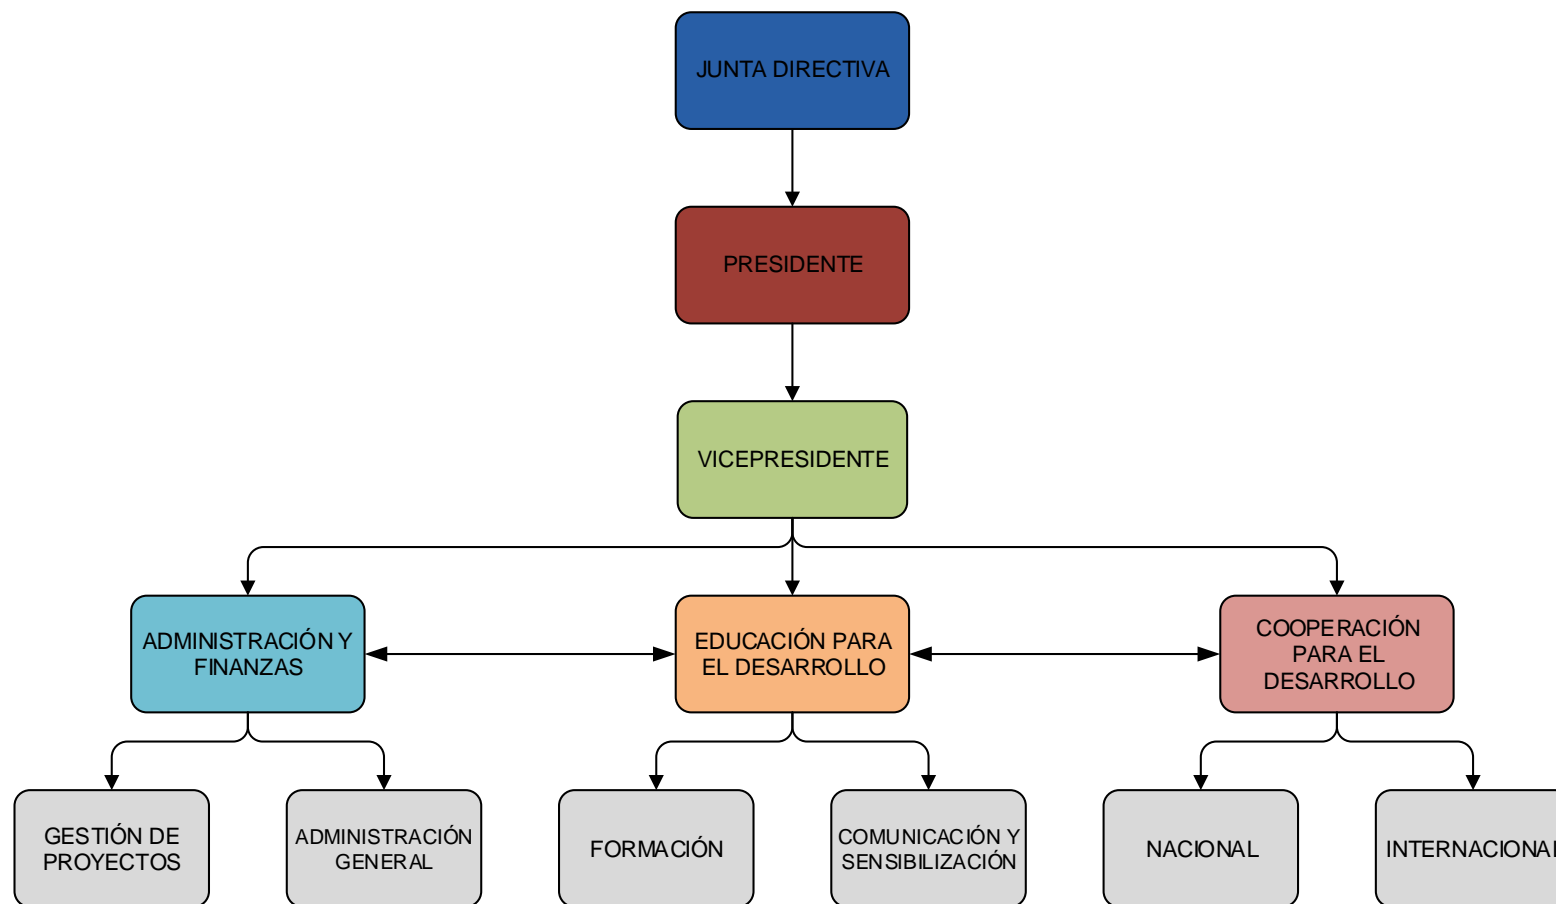 JUNTA DIRECTIVA
PRESIDENTE
VICEPRESIDENTE
ADMINISTRACIÓN Y
FINANZAS
EDUCACIÓN PARA
EL DESARROLLO
COOPERACIÓN
PARA EL
DESARROLLO
GESTIÓN DE
PROYECTOS
ADMINISTRACIÓN
GENERAL
FORMACIÓN
COMUNICACIÓN Y
SENSIBILIZACIÓN
NACIONAL
INTERNACIONAL